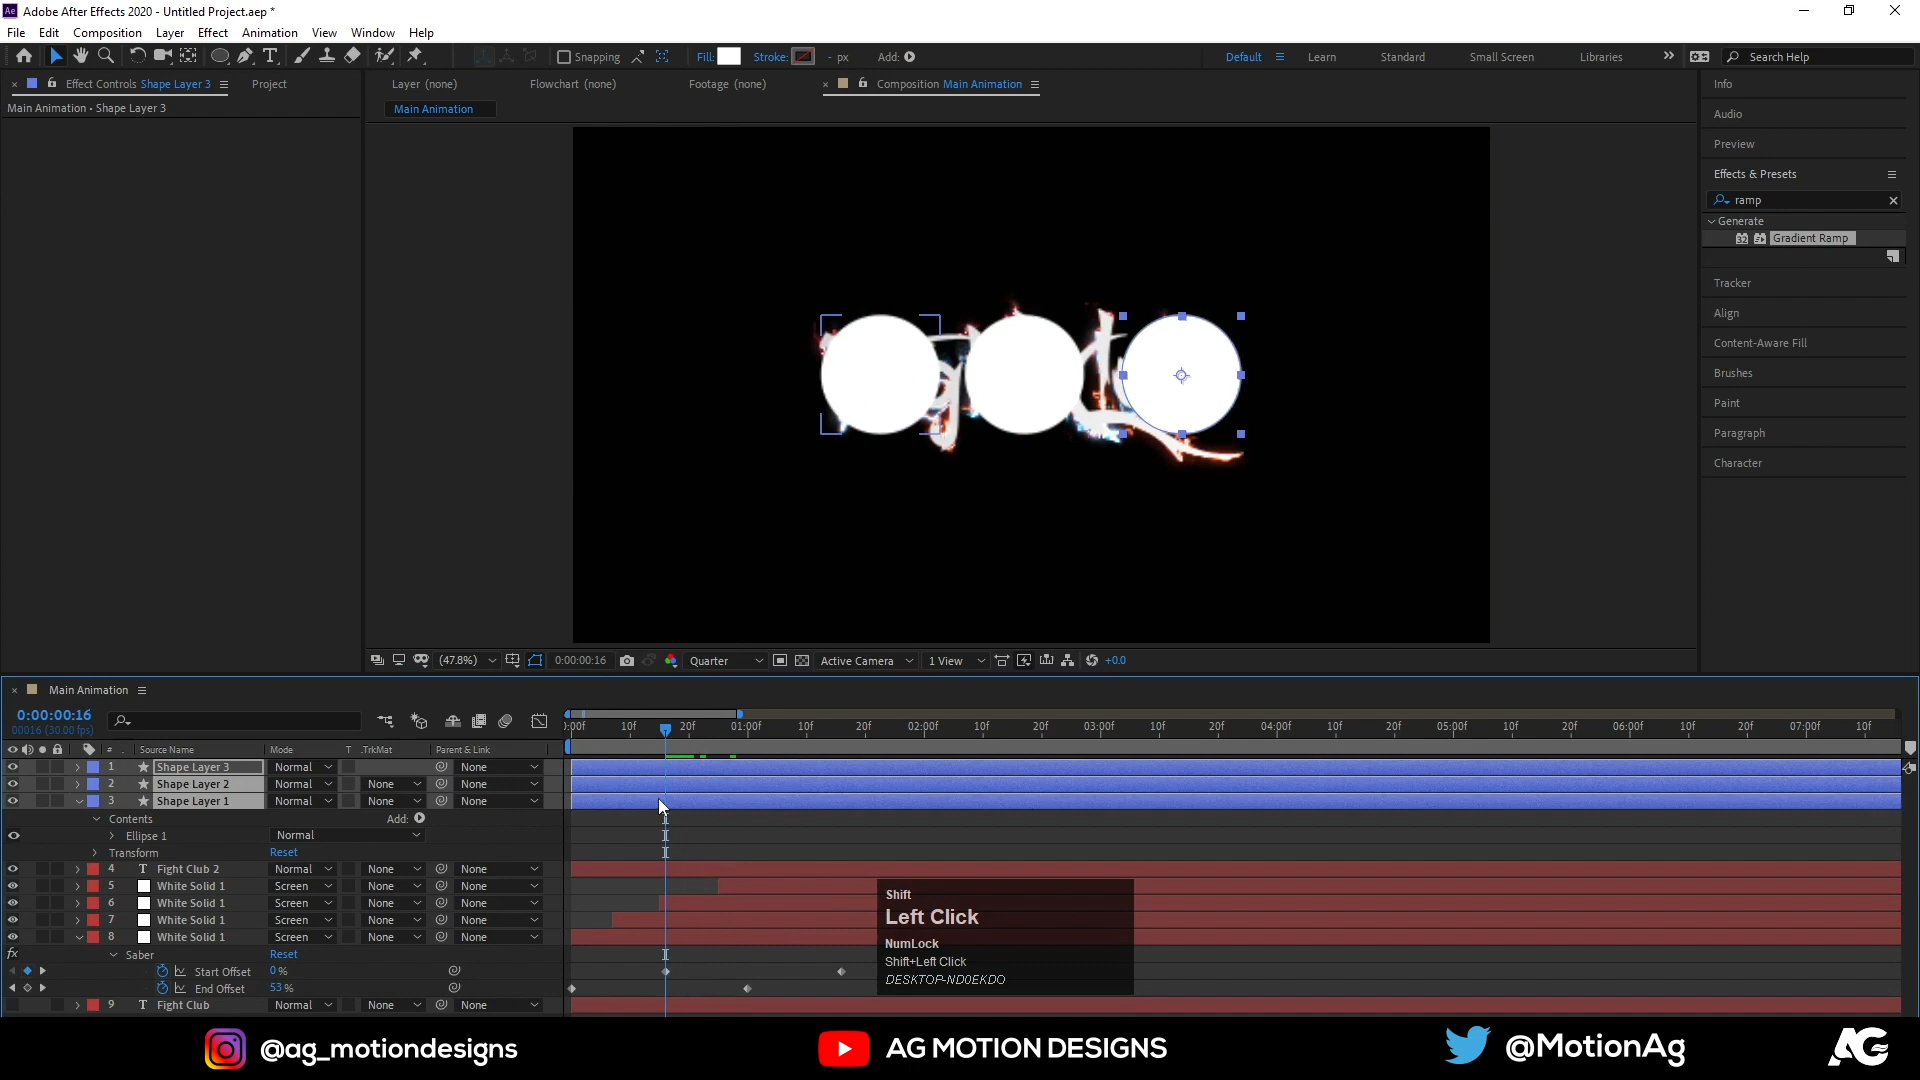 Adobe After Effects 2020 - Untitled Project.aep *
File Edit Composition Layer Effect Animation View Window Help
Snapping Fill: Stroke: - px Add: Default Learn Standard Small Screen Libraries Search Help
Effect Controls Shape Layer 3 Project Layer (none) Flowchart (none) Footage (none) Composition Main Animation Info
Main Animation • Shape Layer 3 Main Animation
Audio
Preview
Effects & Presets
ramp
Generate
Gradient Ramp
Tracker
Align
Content-Aware Fill
Brushes
Paint
Paragraph
Character
(47.8%) 0:00:00:16 Quarter Active Camera 1 View +0.0
Main Animation
0:00:00:16
00016 (30.00 fps)
:00f 10f 20f 01:00f 10f 20f 02:00f 10f 20f 03:00f 10f 20f 04:00f 10f 20f 05:00f 10f 20f 06:00f 10f 20f 07:00f 10f
# Source Name Mode T .TrkMat Parent & Link
1 Shape Layer 3 Normal None
2 Shape Layer 2 Normal None None
3 Shape Layer 1 Normal None None
Contents Add:
Ellipse 1 Normal
Transform Reset
4 T Fight Club 2 Normal None None
5 White Solid 1 Screen None None
6 White Solid 1 Screen None None
7 White Solid 1 Screen None None
8 White Solid 1 Screen None None
fx Saber Reset
Start Offset 0 %
End Offset 53 %
9 T Fight Club Normal None None
Shift
Left Click
NumLock
Shift+Left Click
DESKTOP-ND0EKDO
@ag_motiondesigns AG MOTION DESIGNS @MotionAg AG